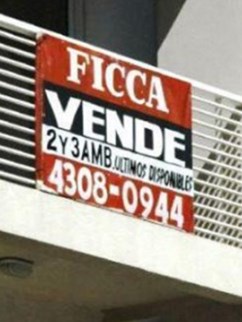 FICCA
VENDE
2 Y 3 AMB. ULTIMOS DISPONIBLES
4308-0944